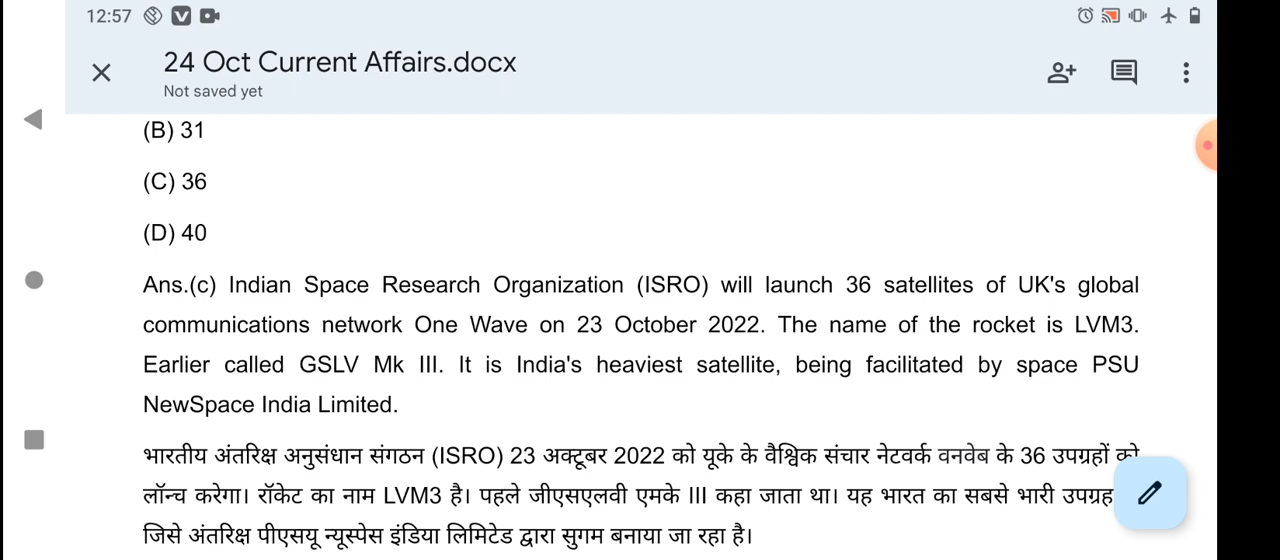 12:57
24 Oct Current Affairs.docx
Not saved yet
(B) 31
(C) 36
(D) 40
Ans.(c) Indian Space Research Organization (ISRO) will launch 36 satellites of UK's global
communications network One Wave on 23 October 2022. The name of the rocket is LVM3.
Earlier called GSLV Mk III. It is India's heaviest satellite, being facilitated by space PSU
NewSpace India Limited.
भारतीय अंतरिक्ष अनुसंधान संगठन (ISRO) 23 अक्टूबर 2022 को यूके के वैश्विक संचार नेटवर्क वनवेब के 36 उपग्रहों को
लॉन्च करेगा। रॉकेट का नाम LVM3 है। पहले जीएसएलवी एमके III कहा जाता था। यह भारत का सबसे भारी उपग्रह
जिसे अंतरिक्ष पीएसयू न्यूस्पेस इंडिया लिमिटेड द्वारा सुगम बनाया जा रहा है।